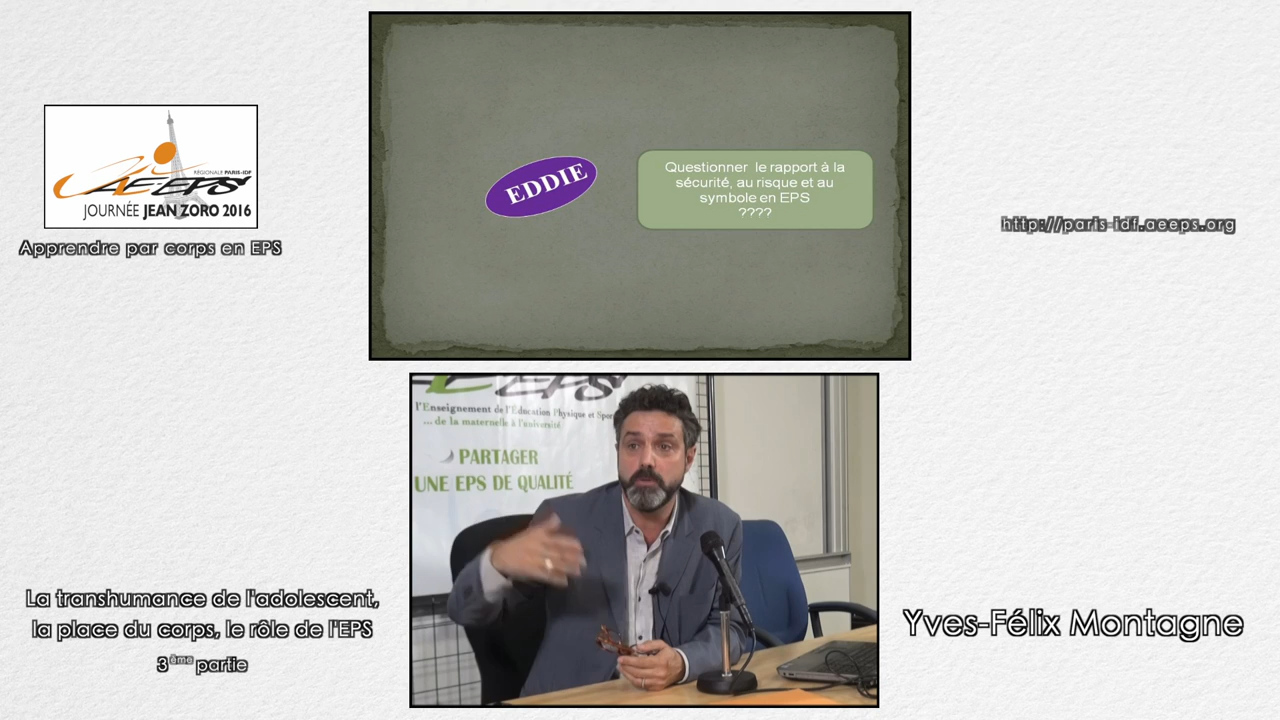 RÉGIONALE PARIS-IDF
AEEPS
JOURNÉE JEAN ZORO 2016
Apprendre par corps en EPS
EDDIE
Questionner le rapport à la
sécurité, au risque et au
symbole en EPS
????
http://paris-idf.aeeps.org
l'Enseignement de l'Éducation Physique et Spor
... de la maternelle à l'université
PARTAGER
UNE EPS DE QUALITÉ
La transhumance de l'adolescent,
la place du corps, le rôle de l'EPS
3ème partie
Yves-Félix Montagne